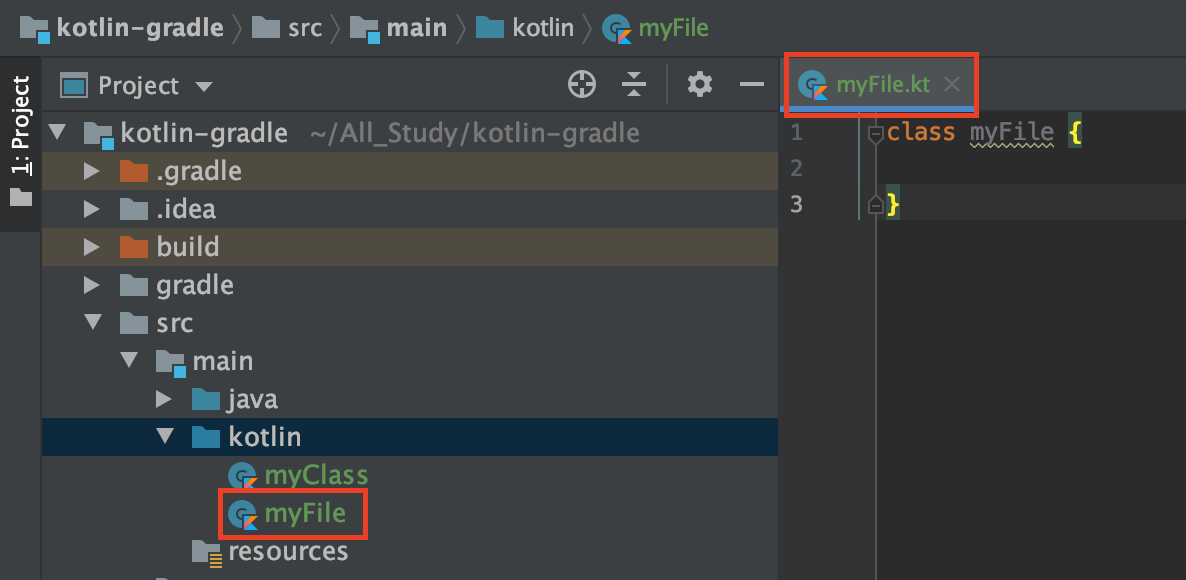 kotlin-gradle src main kotlin myFile
1: Project
Project
myFile.kt
kotlin-gradle ~/All_Study/kotlin-gradle
.gradle
.idea
build
gradle
src
main
java
kotlin
myClass
myFile
resources
1 class myFile {
2
3 }